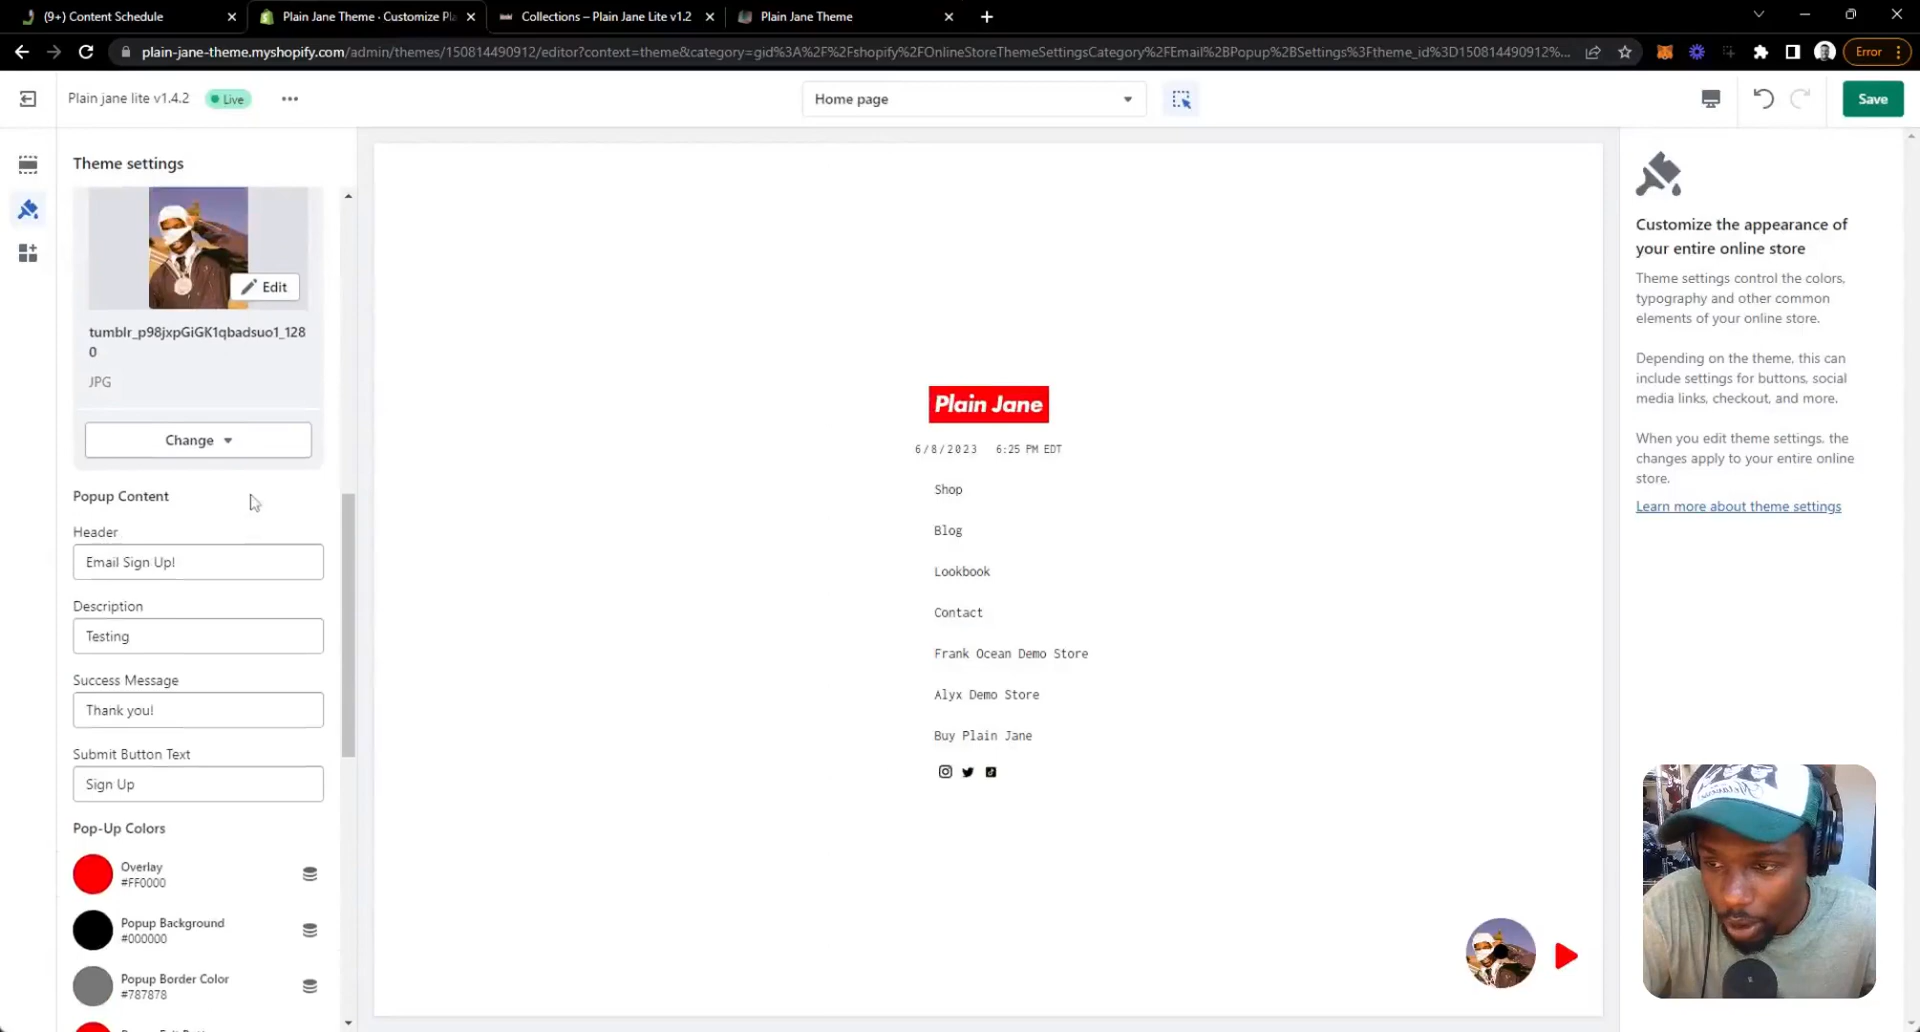 (9+) Content Schedule
Plain Jane Theme · Customize Pla
Collections – Plain Jane Lite v1.2
Plain Jane Theme
plain-jane-theme.myshopify.com/admin/themes/150814490912/editor?context=theme&category=gid%3A%2F%2Fshopify%2FOnlineStoreThemeSettingsCategory%2FEmail%2BPopup%2BSettings%3Ftheme_id%3D150814490912%...
Error
Plain jane lite v1.4.2
Live
Home page
Save
Theme settings
Edit
tumblr_p98jxpGiGK1qbadsuo1_128
0
JPG
Change
Popup Content
Header
Email Sign Up!
Description
Testing
Success Message
Thank you!
Submit Button Text
Sign Up
Pop-Up Colors
Overlay
#FF0000
Popup Background
#000000
Popup Border Color
#787878
Plain Jane
6/8/2023 6:25 PM EDT
Shop
Blog
Lookbook
Contact
Frank Ocean Demo Store
Alyx Demo Store
Buy Plain Jane
Customize the appearance of
your entire online store
Theme settings control the colors,
typography and other common
elements of your online store.
Depending on the theme, this can
include settings for buttons, social
media links, checkout, and more.
When you edit theme settings, the
changes apply to your entire online
store.
Learn more about theme settings